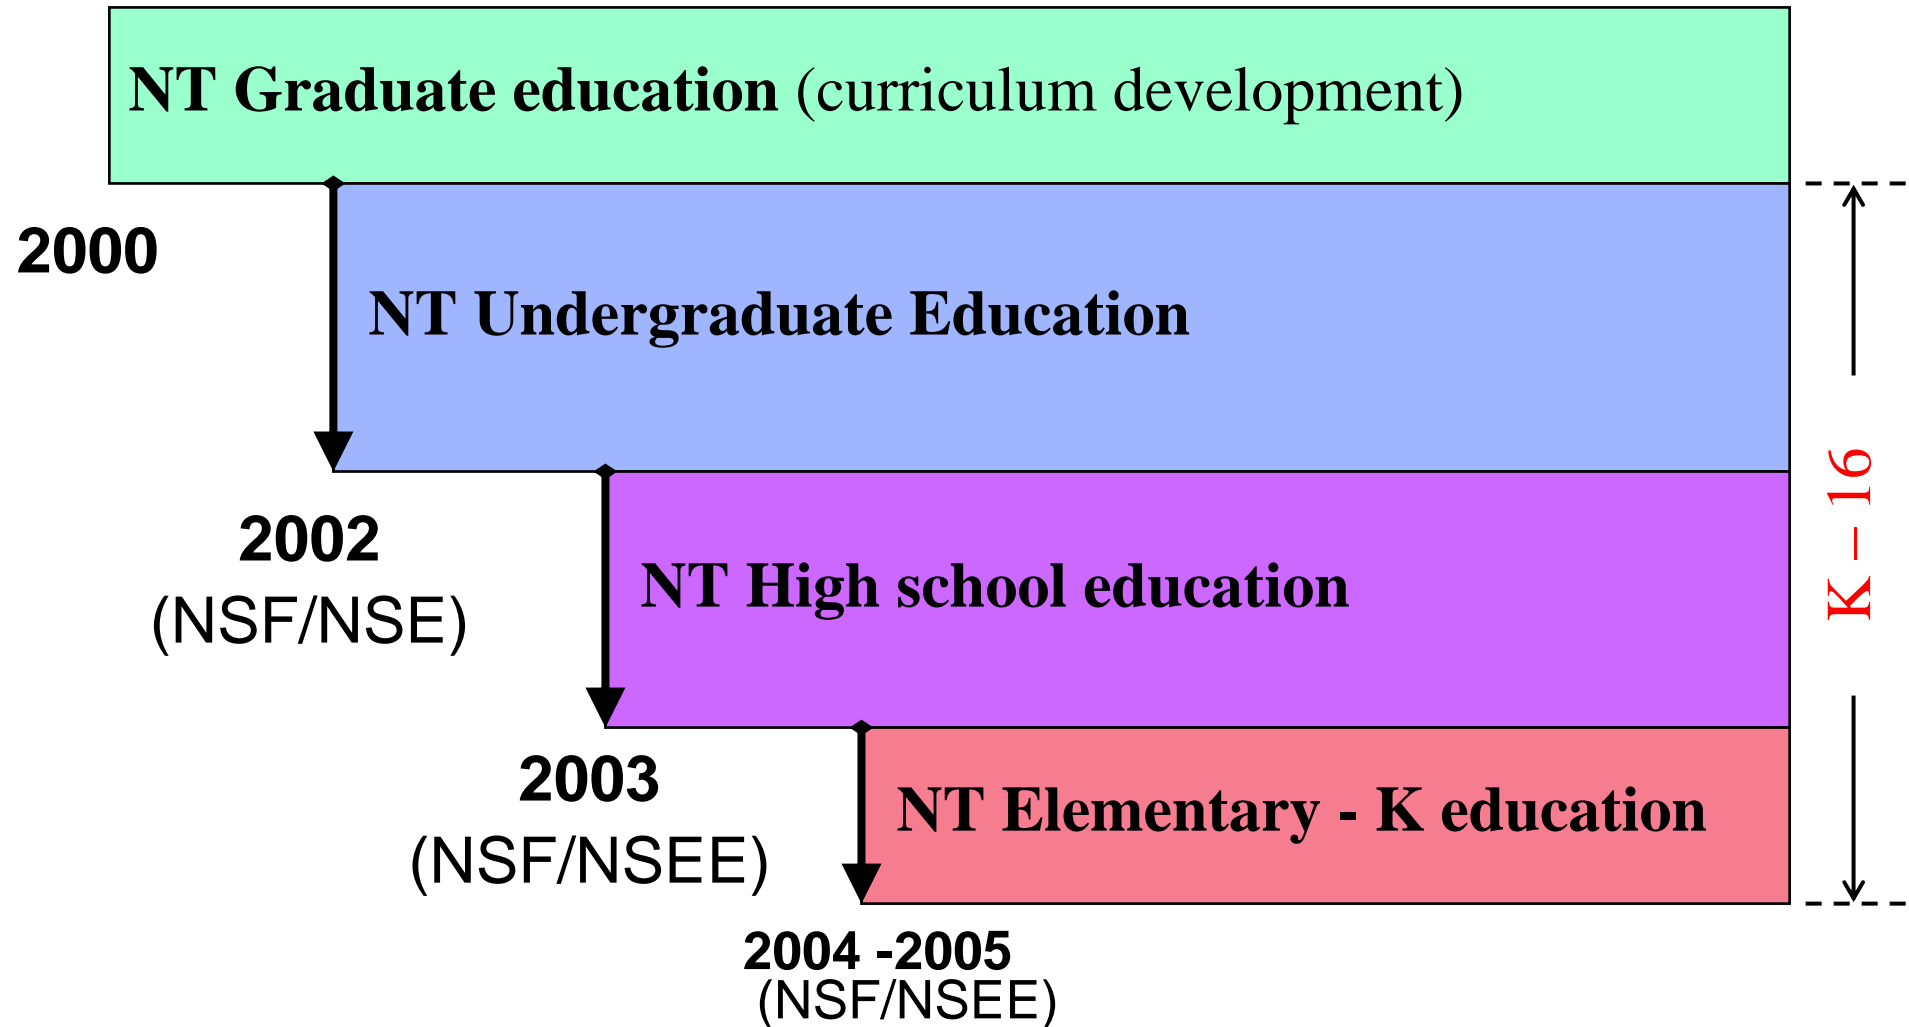 NT Graduate education (curriculum development)
2000
NT Undergraduate Education
2002
(NSF/NSE)
NT High school education
K – 16
2003
(NSF/NSEE)
NT Elementary - K education
2004 -2005
(NSF/NSEE)